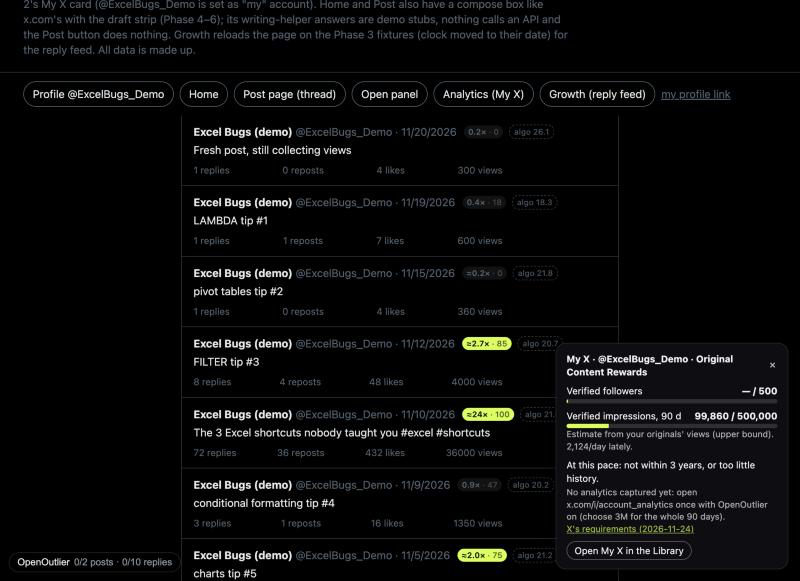 2's My X card (@ExcelBugs_Demo is set as "my" account). Home and Post also have a compose box like
x.com's with the draft strip (Phase 4–6); its writing-helper answers are demo stubs, nothing calls an API and
the Post button does nothing. Growth reloads the page on the Phase 3 fixtures (clock moved to their date) for
the reply feed. All data is made up.
Profile @ExcelBugs_Demo
Home
Post page (thread)
Open panel
Analytics (My X)
Growth (reply feed)
my profile link
Excel Bugs (demo) @ExcelBugs_Demo · 11/20/2026 0.2× · 0 algo 26.1
Fresh post, still collecting views
1 replies 0 reposts 4 likes 300 views
Excel Bugs (demo) @ExcelBugs_Demo · 11/19/2026 0.4× · 18 algo 18.3
LAMBDA tip #1
1 replies 1 reposts 7 likes 600 views
Excel Bugs (demo) @ExcelBugs_Demo · 11/15/2026 ≈0.2× · 0 algo 21.8
pivot tables tip #2
1 replies 0 reposts 4 likes 360 views
Excel Bugs (demo) @ExcelBugs_Demo · 11/12/2026 ≈2.7× · 85 algo 20.7
FILTER tip #3
8 replies 4 reposts 48 likes 4000 views
Excel Bugs (demo) @ExcelBugs_Demo · 11/10/2026 ≈24× · 100 algo 21.
The 3 Excel shortcuts nobody taught you #excel #shortcuts
72 replies 36 reposts 432 likes 36000 views
Excel Bugs (demo) @ExcelBugs_Demo · 11/9/2026 0.9× · 47 algo 20.2
conditional formatting tip #4
3 replies 1 reposts 16 likes 1350 views
Excel Bugs (demo) @ExcelBugs_Demo · 11/5/2026 ≈2.0× · 75 algo 21.2
charts tip #5
My X · @ExcelBugs_Demo · Original
Content Rewards
×
Verified followers — / 500
Verified impressions, 90 d 99,860 / 500,000
Estimate from your originals' views (upper bound).
2,124/day lately.
At this pace: not within 3 years, or too little
history.
No analytics captured yet: open
x.com/i/account_analytics once with OpenOutlier
on (choose 3M for the whole 90 days).
X's requirements (2026-11-24)
Open My X in the Library
OpenOutlier 0/2 posts · 0/10 replies